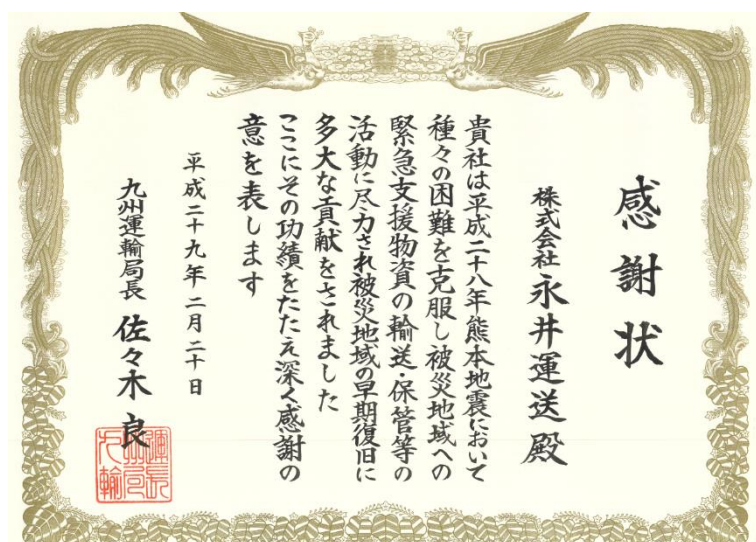 感謝状
株式会社 永井運送 殿
貴社は平成二十八年熊本地震において
種々の困難を克服し被災地域への
緊急支援物資の輸送・保管等の
活動に尽力され被災地域の早期復旧に
多大な貢献をされました
ここにその功績をたたえ深く感謝の
意を表します
平成二十九年二月二十日
九州運輸局長 佐々木 良